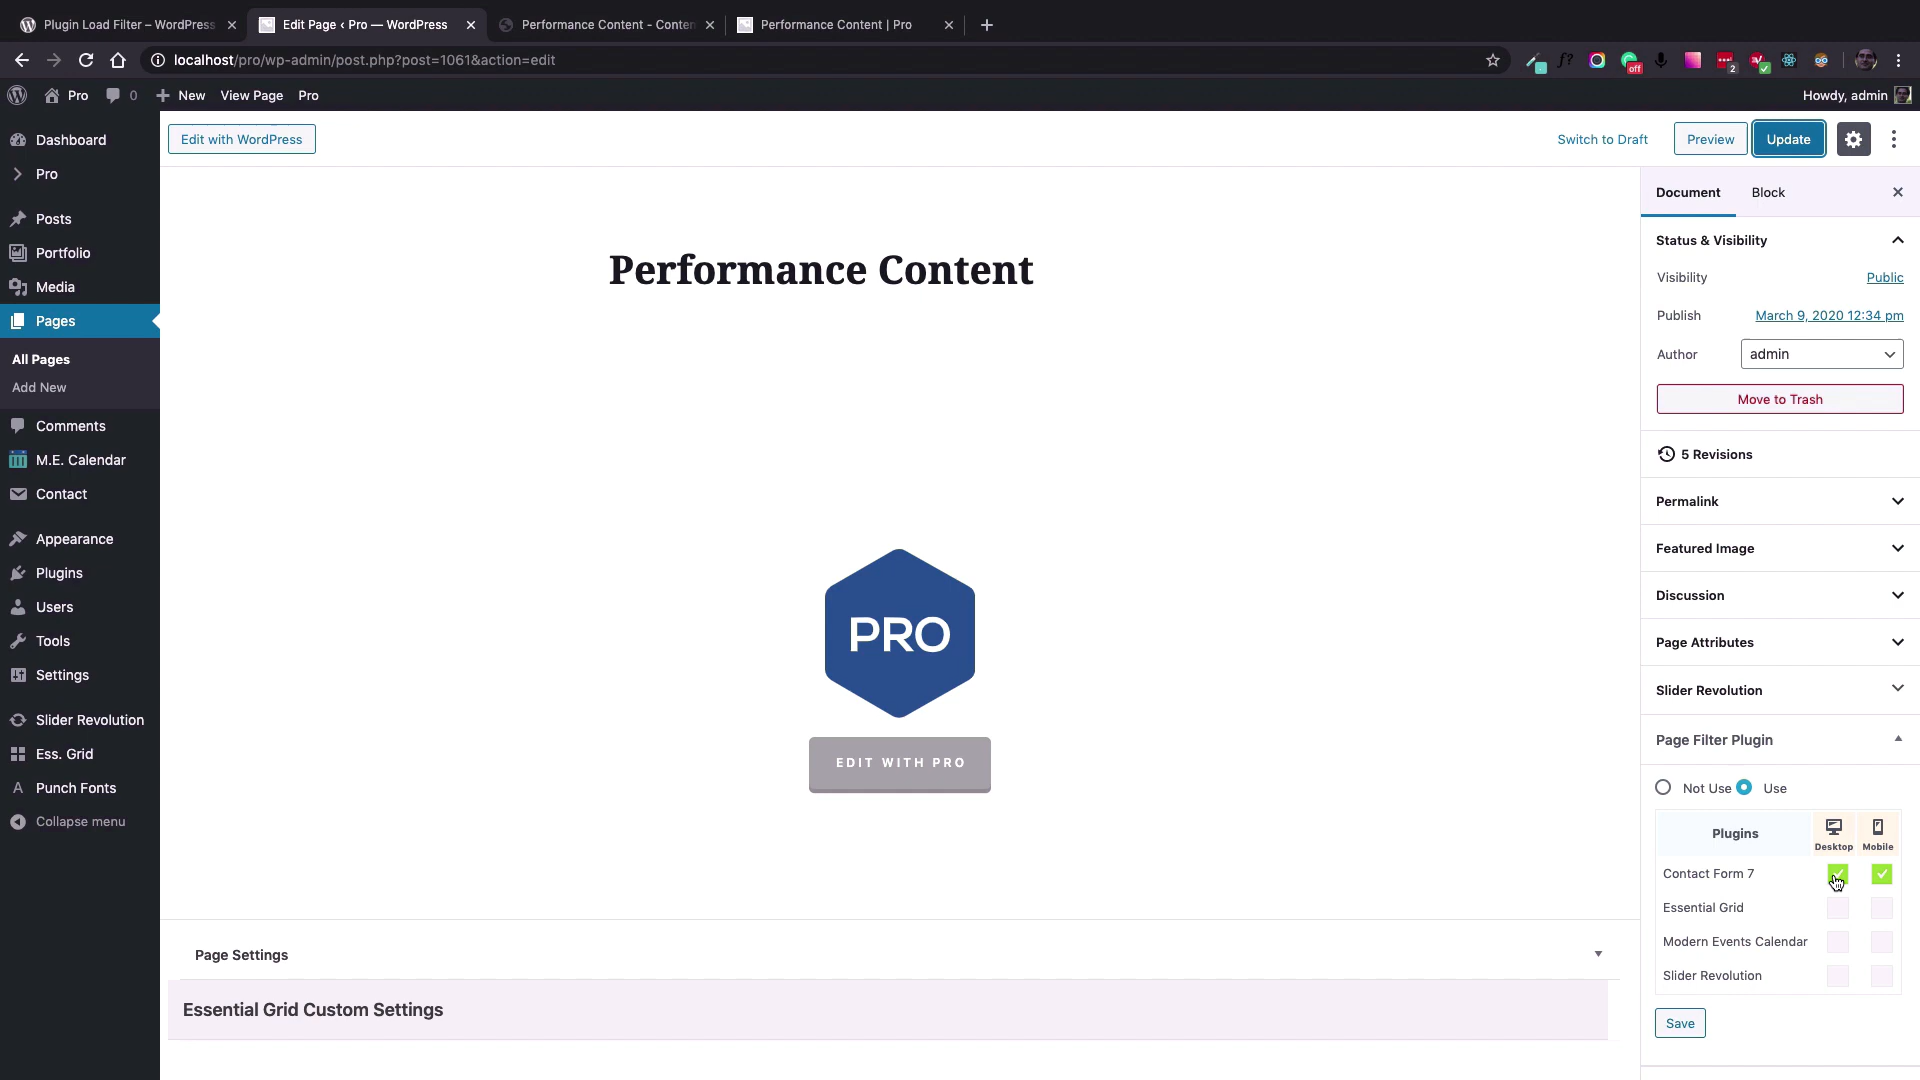 Plugin Load Filter – WordPress
Edit Page ‹ Pro — WordPress
Performance Content - Conten
Performance Content | Pro
localhost/pro/wp-admin/post.php?post=1061&action=edit
f?
off
2
Pro
0
New
View Page
Pro
Howdy, admin
Dashboard
Pro
Posts
Portfolio
Media
Pages
All Pages
Add New
Comments
M.E. Calendar
Contact
Appearance
Plugins
Users
Tools
Settings
Slider Revolution
Ess. Grid
Punch Fonts
Collapse menu
Edit with WordPress
Switch to Draft
Preview
Update
Performance Content
PRO
EDIT WITH PRO
Page Settings
Essential Grid Custom Settings
Document
Block
Status & Visibility
Visibility
Public
Publish
March 9, 2020 12:34 pm
Author
admin
Move to Trash
5 Revisions
Permalink
Featured Image
Discussion
Page Attributes
Slider Revolution
Page Filter Plugin
Not Use
Use
Plugins
Desktop
Mobile
Contact Form 7
Essential Grid
Modern Events Calendar
Slider Revolution
Save